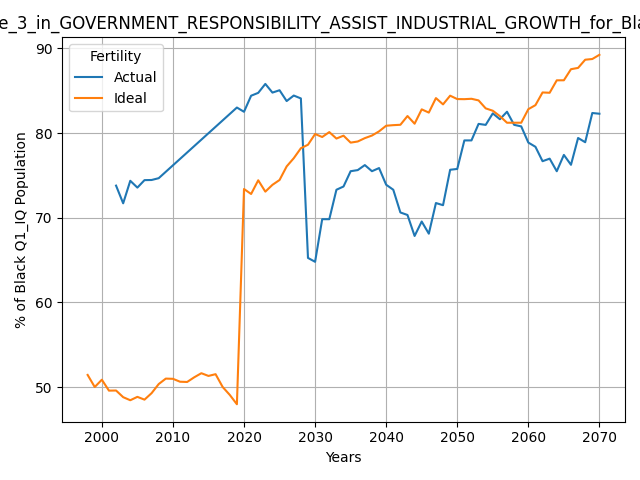 e_3_in_GOVERNMENT_RESPONSIBILITY_ASSIST_INDUSTRIAL_GROWTH_for_Bla
Fertility
Actual
Ideal
90
80
70
60
50
% of Black Q1_IQ Population
2000 2010 2020 2030 2040 2050 2060 2070
Years